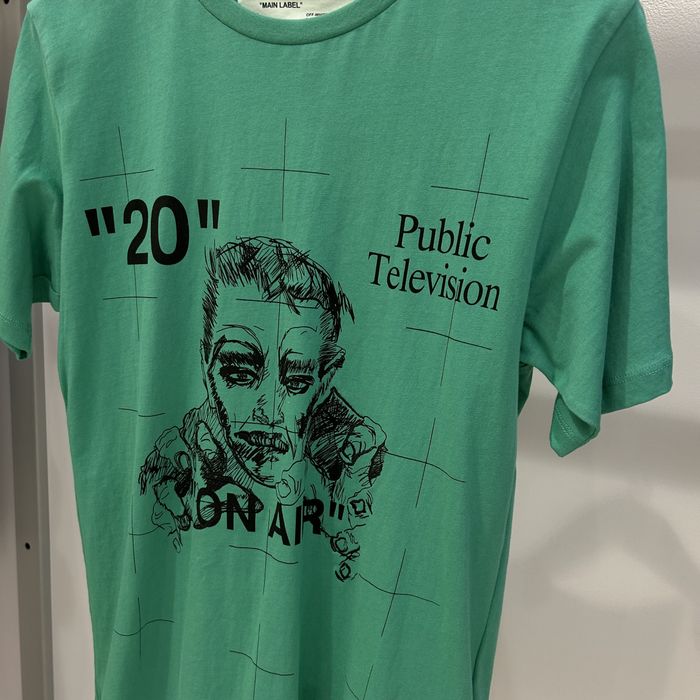 "MAIN LABEL"
"20"
Public
Television
ON AIR"